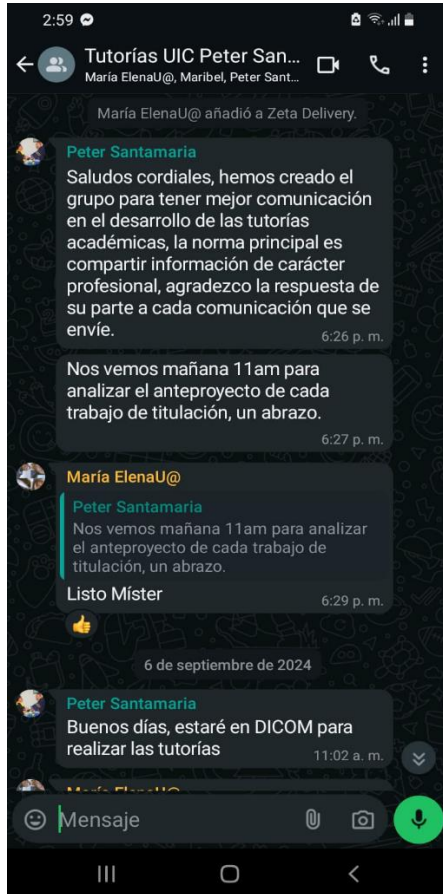 2:59
Tutorías UIC Peter San...
María ElenaU@, Maribel, Peter Sant...
María ElenaU@ añadió a Zeta Delivery.
Peter Santamaria
Saludos cordiales, hemos creado el
grupo para tener mejor comunicación
en el desarrollo de las tutorías
académicas, la norma principal es
compartir información de carácter
profesional, agradezco la respuesta de
su parte a cada comunicación que se
envíe.
6:26 p. m.
Nos vemos mañana 11am para
analizar el anteproyecto de cada
trabajo de titulación, un abrazo.
6:27 p. m.
María ElenaU@
Peter Santamaria
Nos vemos mañana 11am para analizar
el anteproyecto de cada trabajo de
titulación, un abrazo.
Listo Míster
6:29 p. m.
6 de septiembre de 2024
Peter Santamaria
Buenos días, estaré en DICOM para
realizar las tutorías
11:02 a. m.
María ElenaU@
Mensaje